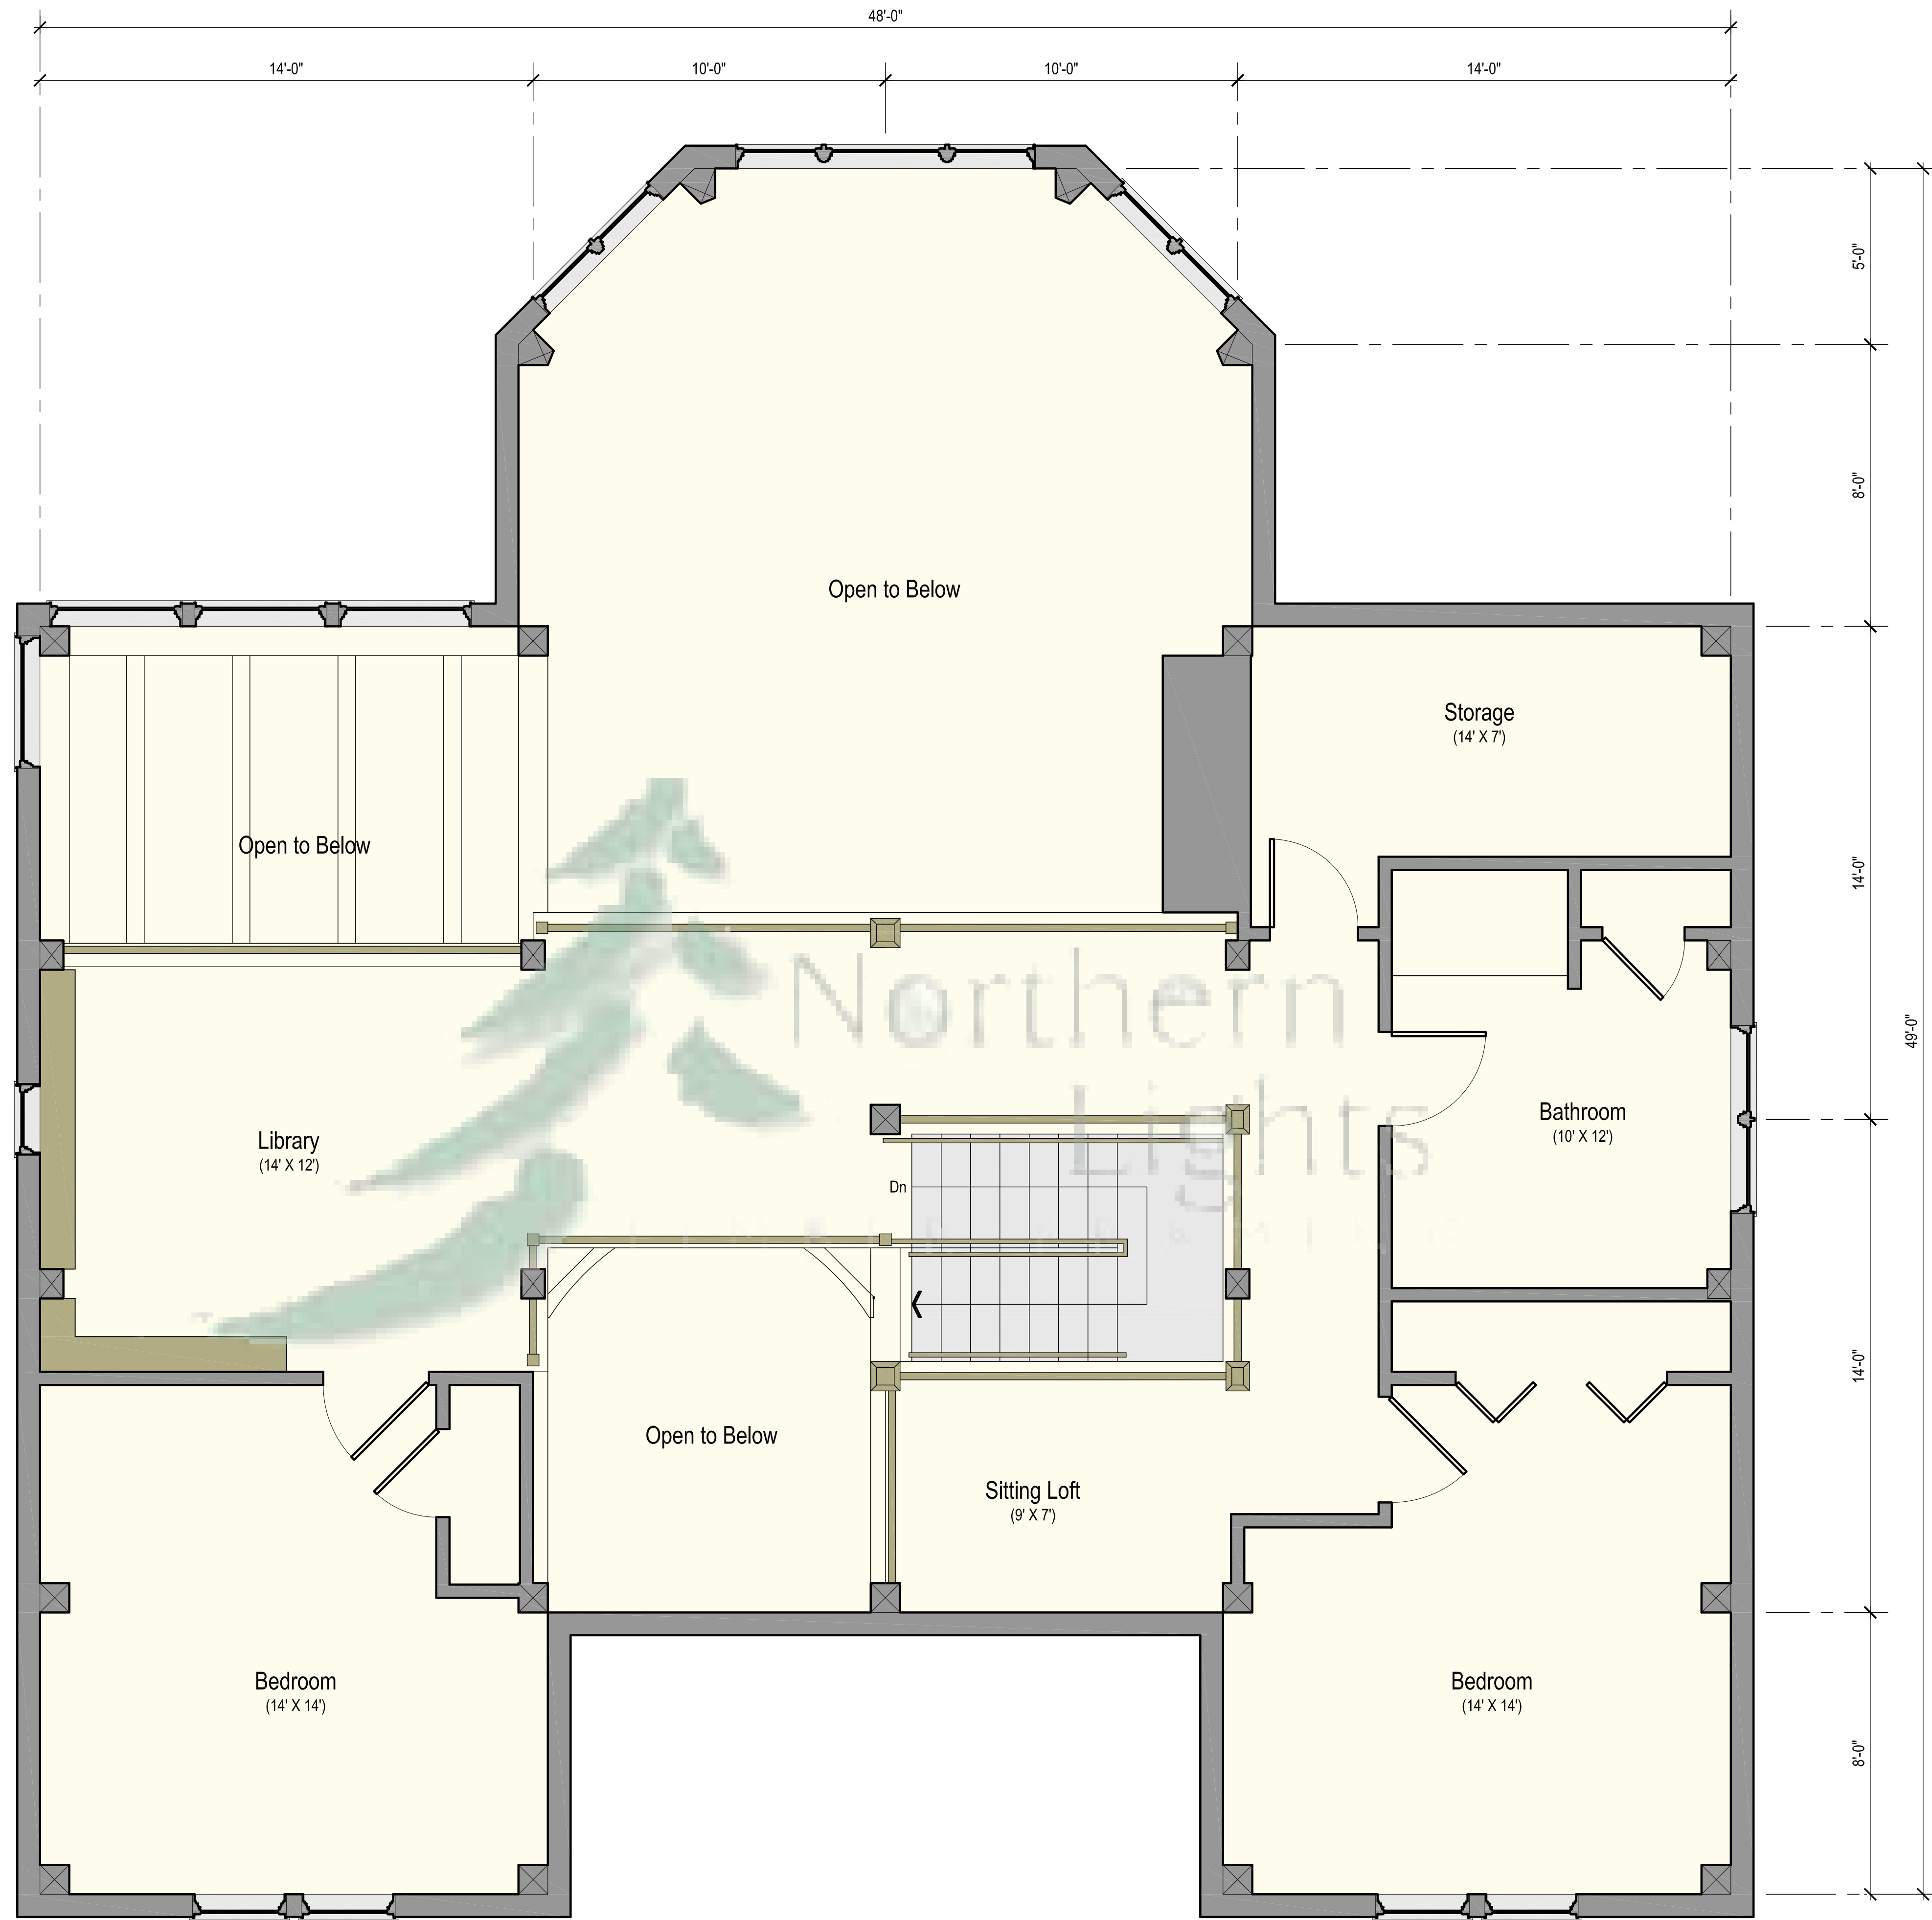 48'-0"
14'-0"
10'-0"
10'-0"
14'-0"
5'-0"
8'-0"
Open to Below
Storage
(14' X 7')
Open to Below
14'-0"
Northern
49'-0"
Lights
Bathroom
(10' X 12')
Library
(14' X 12')
Dn
14'-0"
Open to Below
Sitting Loft
(9' X 7')
Bedroom
(14' X 14')
Bedroom
(14' X 14')
8'-0"